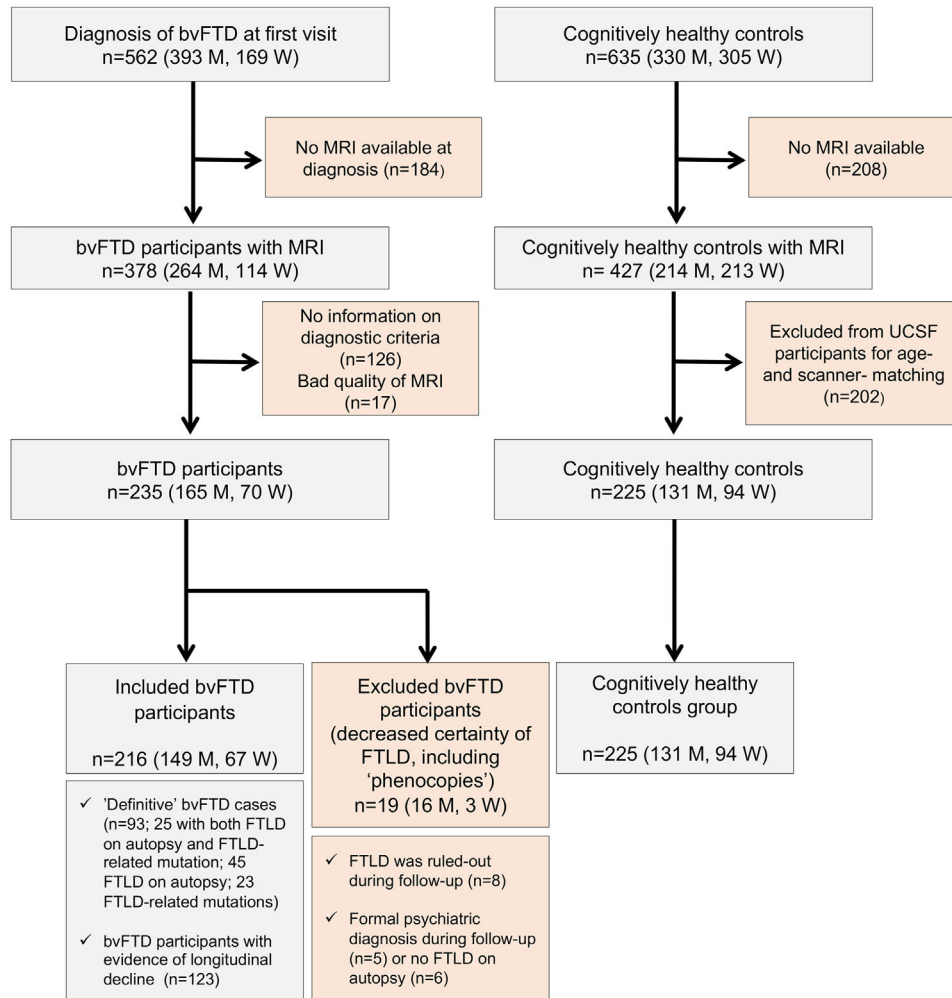 Diagnosis of bvFTD at first visit
n=562 (393 M, 169 W)
Cognitively healthy controls
n=635 (330 M, 305 W)
No MRI available at
diagnosis (n=184)
No MRI available
(n=208)
bvFTD participants with MRI
n=378 (264 M, 114 W)
Cognitively healthy controls with MRI
n= 427 (214 M, 213 W)
No information on
diagnostic criteria
(n=126)
Bad quality of MRI
(n=17)
Excluded from UCSF
participants for age-
and scanner- matching
(n=202)
bvFTD participants
n=235 (165 M, 70 W)
Cognitively healthy controls
n=225 (131 M, 94 W)
Included bvFTD
participants
n=216 (149 M, 67 W)
Excluded bvFTD
participants
(decreased certainty of
FTLD, including
‘phenocopies’)
n=19 (16 M, 3 W)
Cognitively healthy
controls group
n=225 (131 M, 94 W)
✓ ’Definitive’ bvFTD cases
(n=93; 25 with both FTLD
on autopsy and FTLD-
related mutation; 45
FTLD on autopsy; 23
FTLD-related mutations)
✓ bvFTD participants with
evidence of longitudinal
decline (n=123)
✓ FTLD was ruled-out
during follow-up (n=8)
✓ Formal psychiatric
diagnosis during follow-up
(n=5) or no FTLD on
autopsy (n=6)